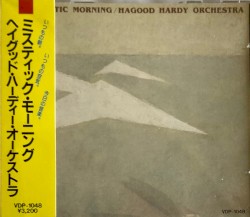 TIC MORNING/HAGOOD HARDY ORCHESTRA
ミスティック・モーニング
ヘイグッド・ハーディー・オーケストラ
VDP-1048
¥3,200
VDP-1048